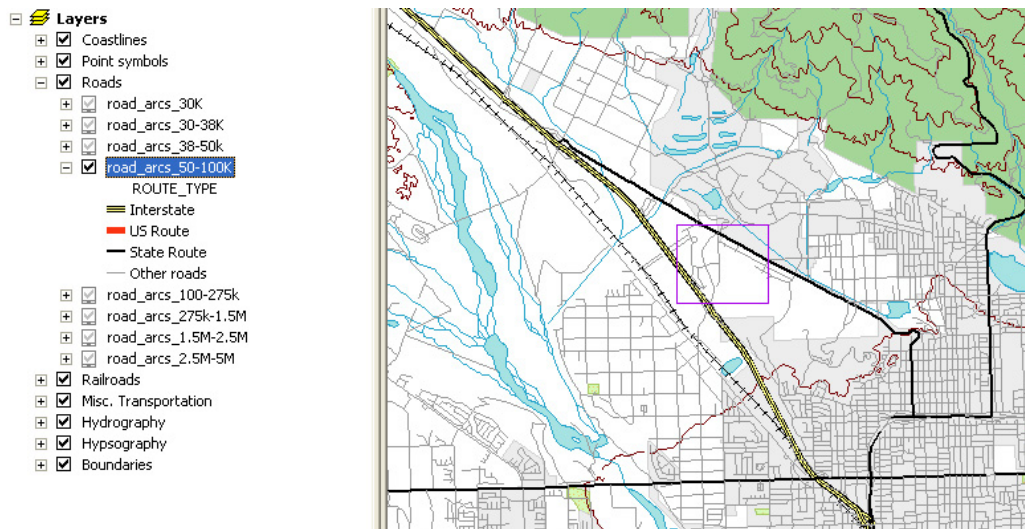 Layers
Coastlines
Point symbols
Roads
road_arcs_30K
road_arcs_30-38K
road_arcs_38-50k
road_arcs_50-100K
ROUTE_TYPE
Interstate
US Route
State Route
Other roads
road_arcs_100-275k
road_arcs_275k-1.5M
road_arcs_1.5M-2.5M
road_arcs_2.5M-5M
Railroads
Misc. Transportation
Hydrography
Hypsography
Boundaries